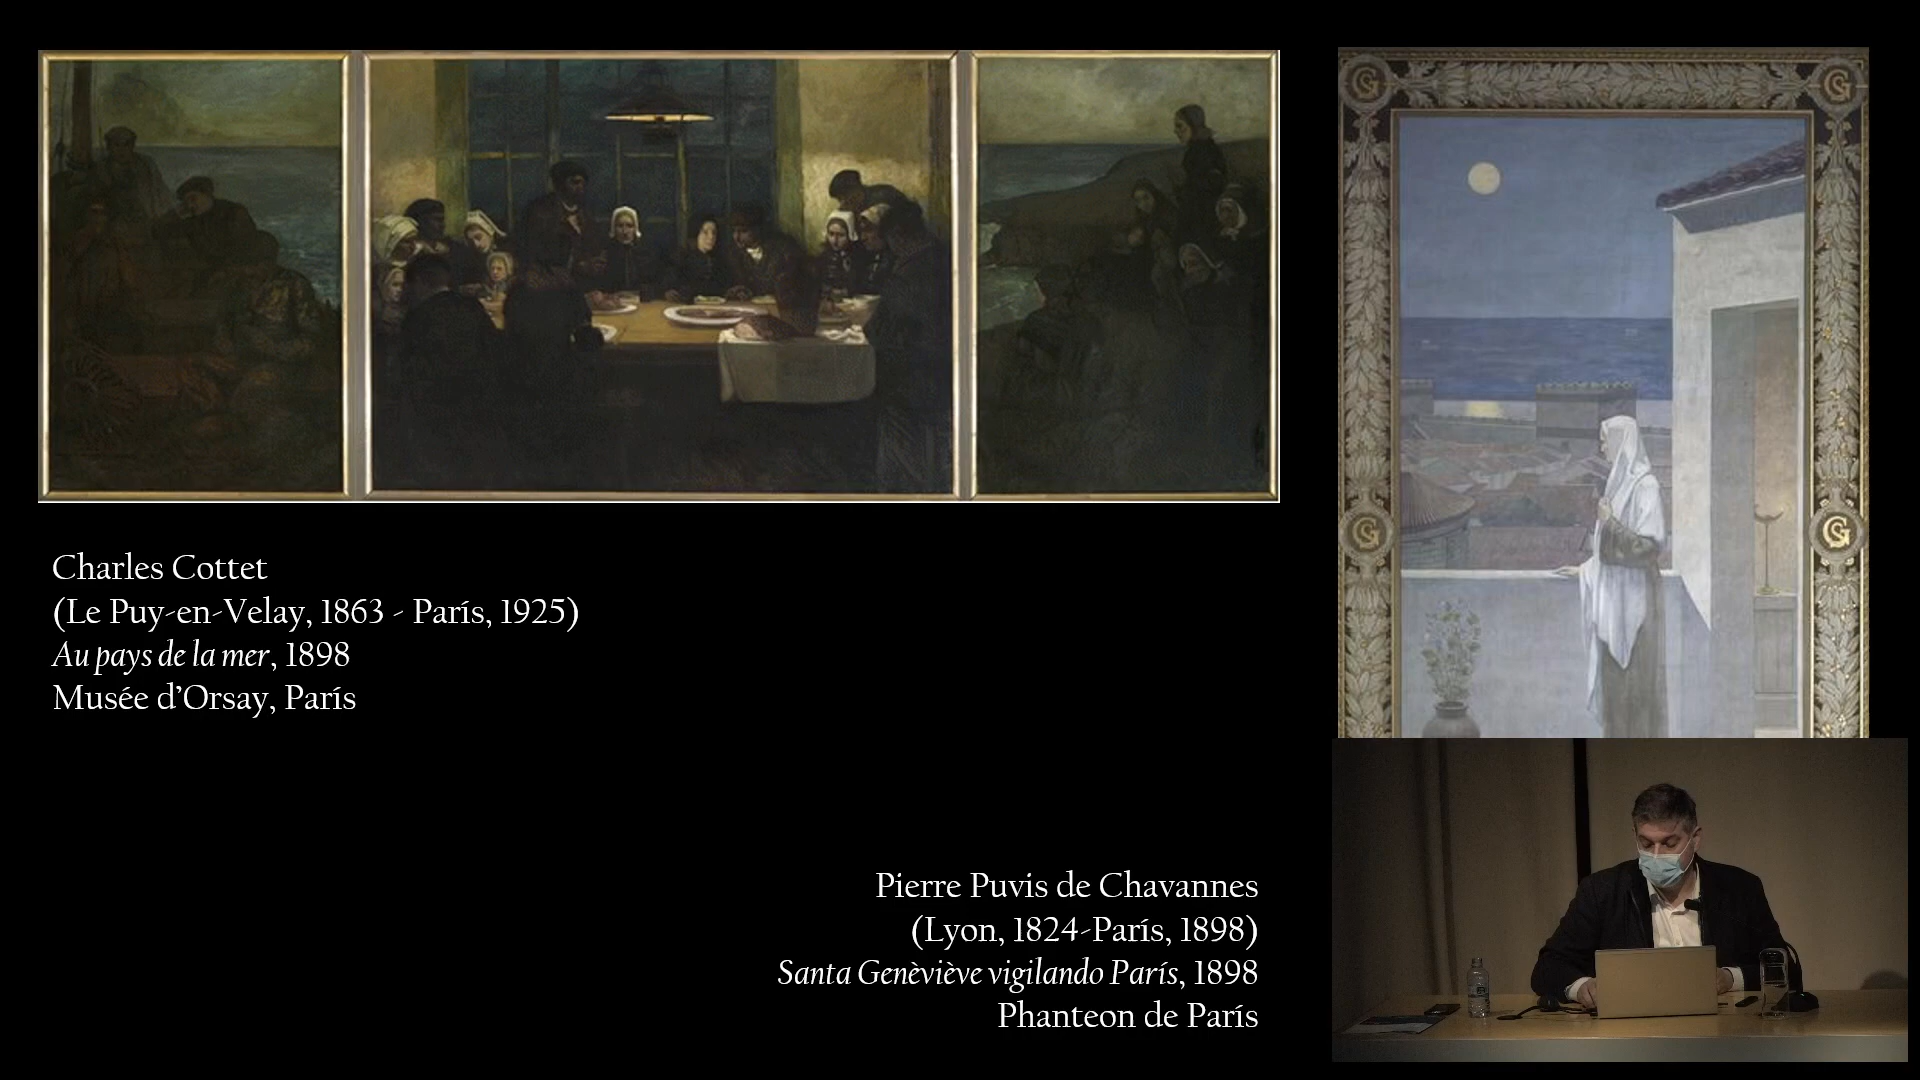 Charles Cottet
(Le Puy-en-Velay, 1863 - París, 1925)
Au pays de la mer, 1898
Musée d'Orsay, París
Pierre Puvis de Chavannes
(Lyon, 1824-París, 1898)
Santa Genèviève vigilando París, 1898
Phanteon de París